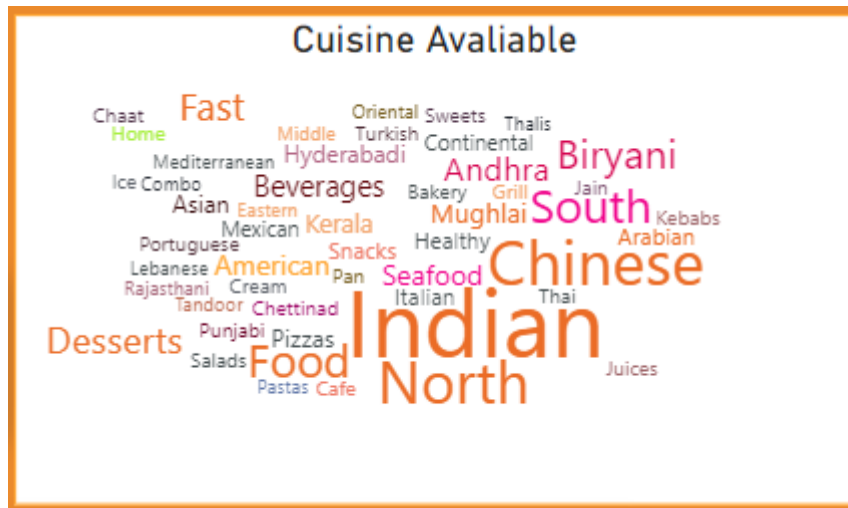 Cuisine Avaliable
Chaat Fast Oriental Sweets Thalis
Home Middle Turkish Continental
Mediterranean Hyderabadi Andhra Biryani
Ice Combo Beverages Bakery Grill Jain
Asian Eastern Mughlai South Kebabs
Mexican Kerala Arabian
Portuguese Snacks Healthy
Lebanese American Pan Seafood Chinese
Rajasthani Cream Italian Thai
Tandoor Chettinad Indian
Punjabi Pizzas
Desserts Salads Food North Juices
Pastas Cafe